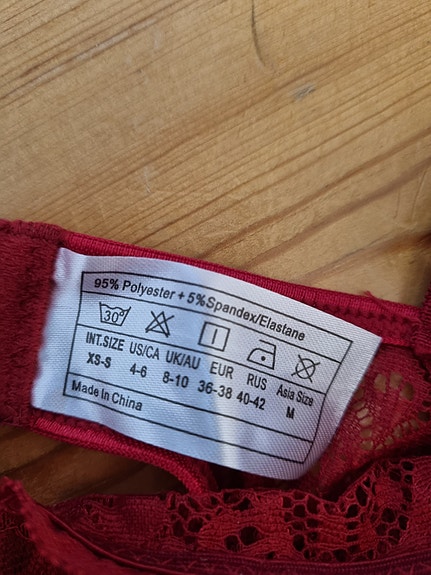 95% Polyester + 5%Spandex/Elastane
30°
INT.SIZE US/CA UK/AU EUR RUS Asia Size
XS-S 4-6 8-10 36-38 40-42 M
Made in China